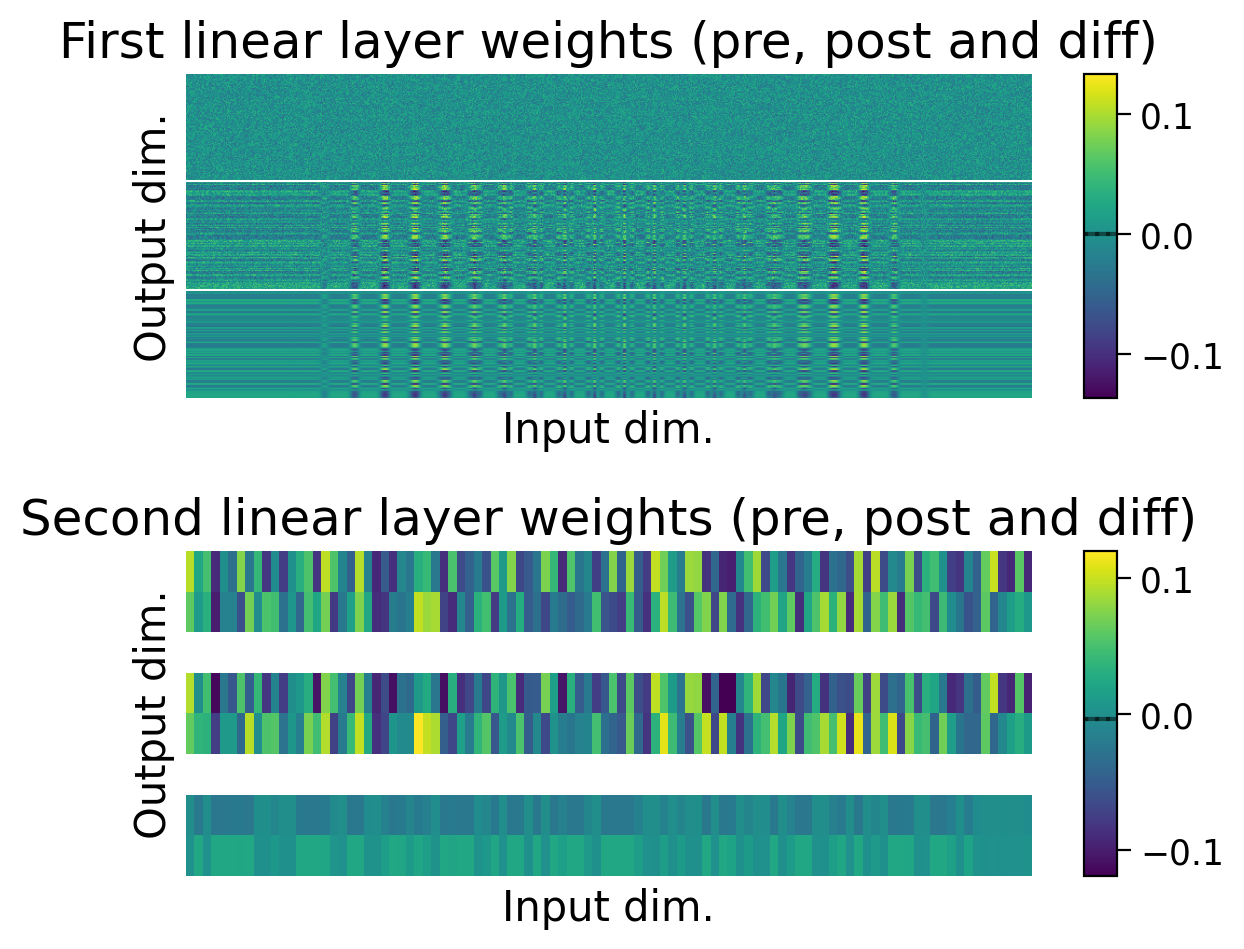 First linear layer weights (pre, post and diff)
Output dim.
0.1
0.0
−0.1
Input dim.
Second linear layer weights (pre, post and diff)
Output dim.
0.1
0.0
−0.1
Input dim.